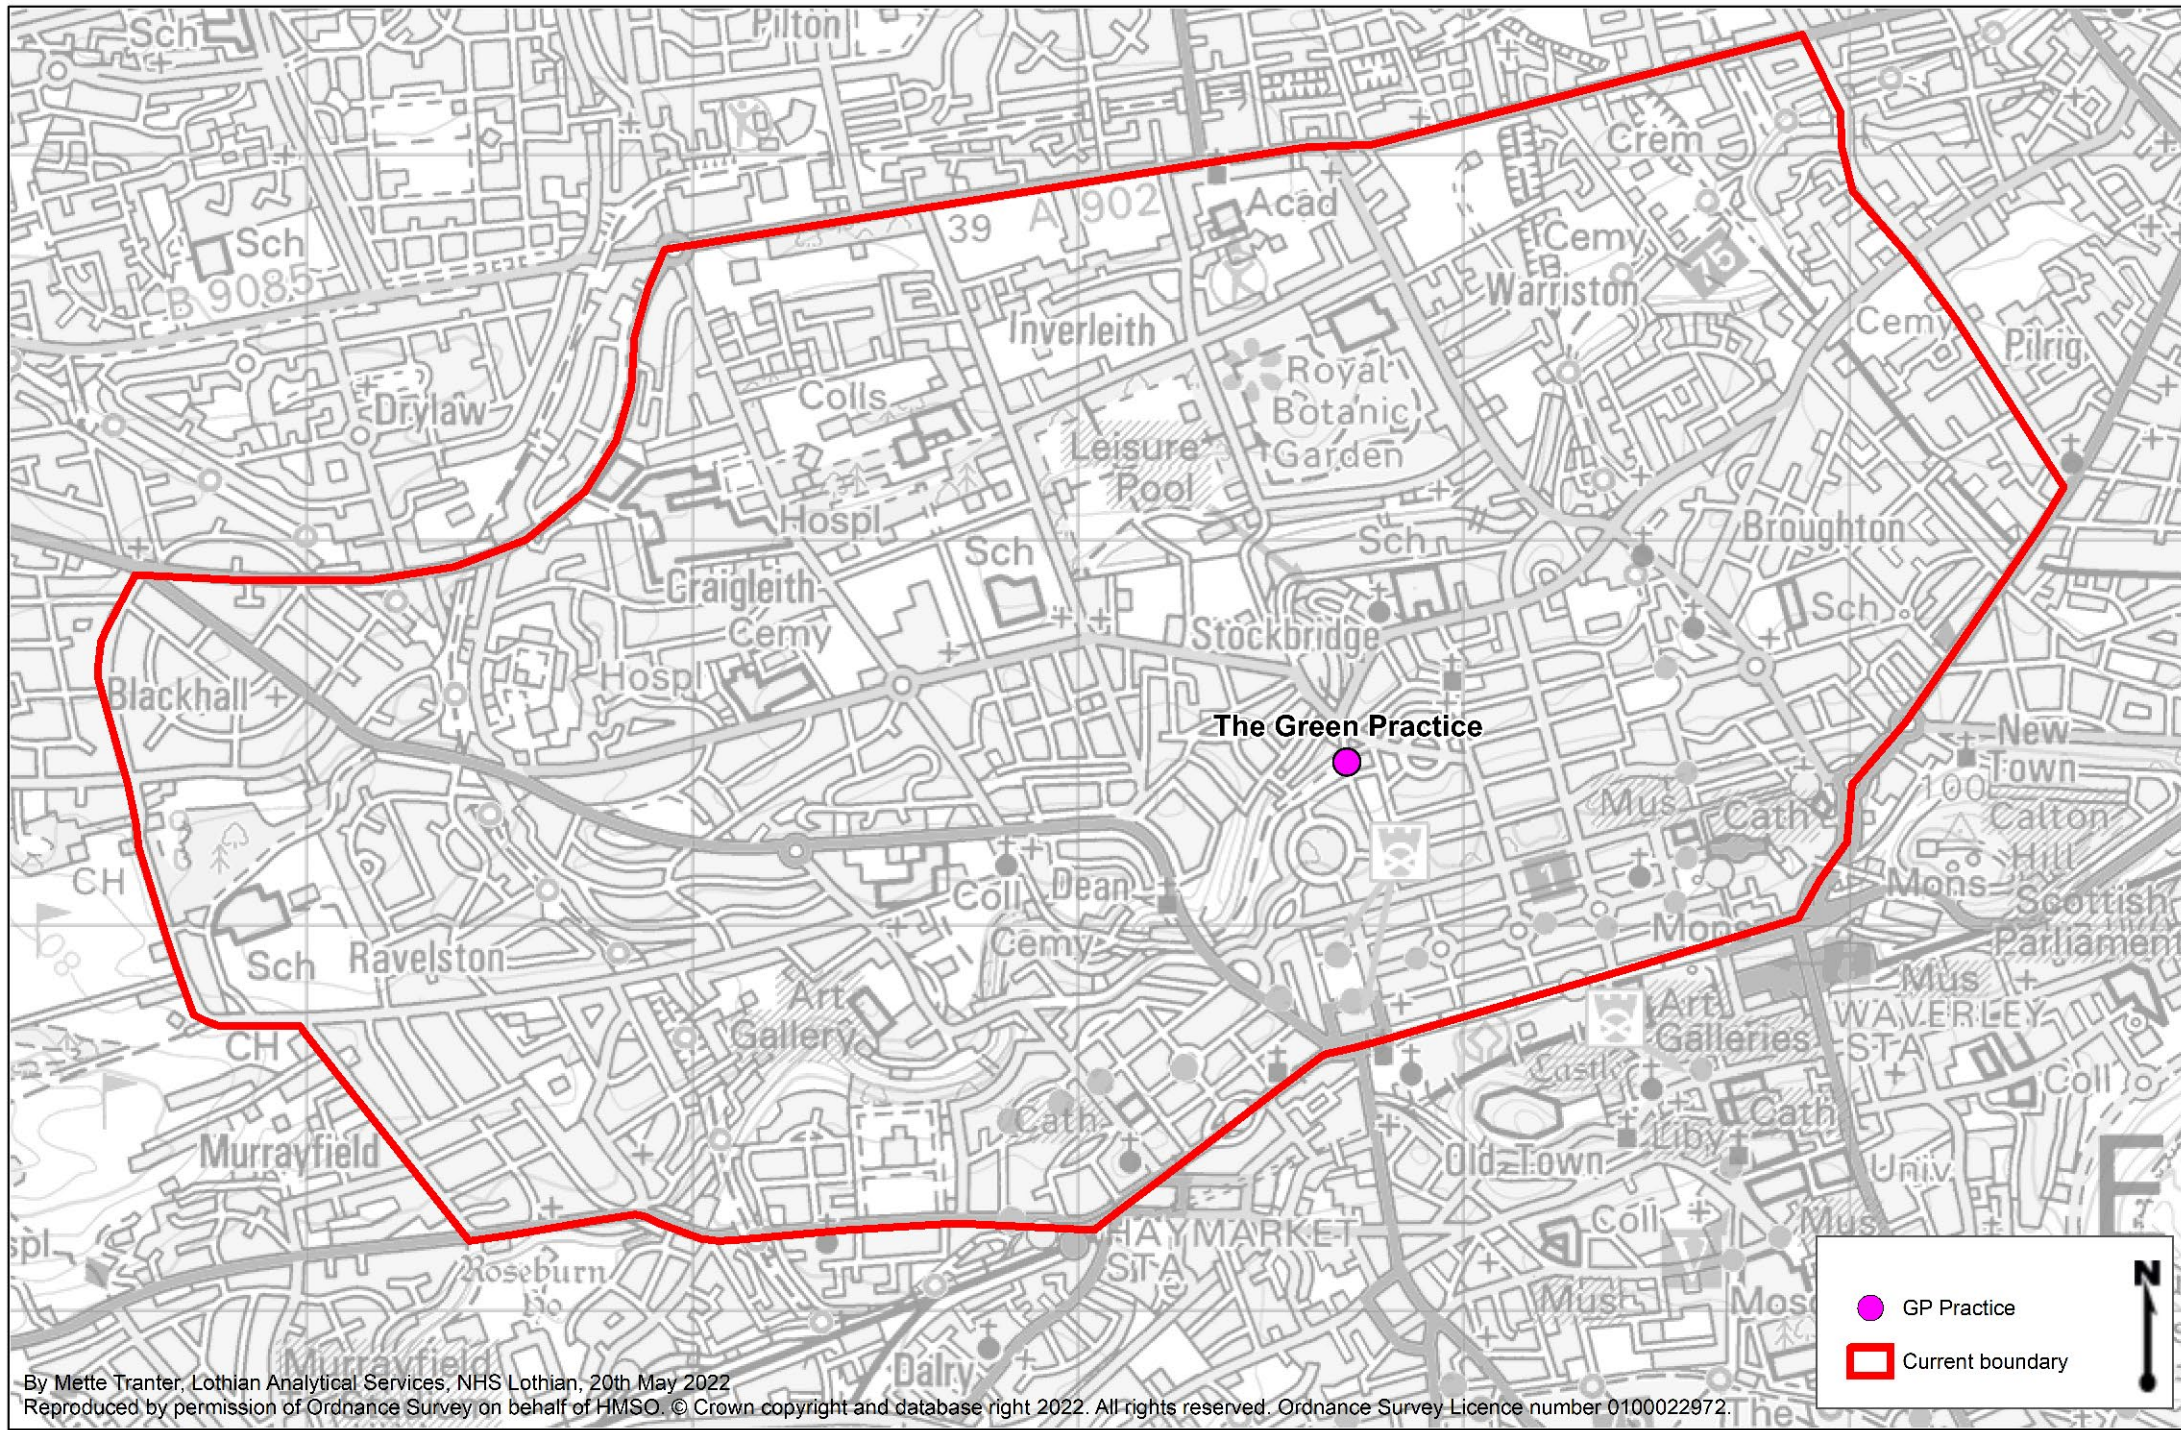 Sch
Pilton
Crem
Acad
39
A 902
Sch
B 9085
Cemy
75
Warriston
Cemy
Pilrig
Inverleith
Royal
Botanic
Garden
Colls
Drylaw
Leisure
Pool
Hospl
Sch
Sch
Broughton
Craigleith
Cemy
Sch
Stockbridge
Hospl
Blackhall
The Green Practice
New
Town
100
Mus
Cath
Calton
Hill
CH
Coll
Dean
1
Mons
Scottish
Parliament
Cemy
Mons
Sch
Ravelston
Mus
Art
Gallery
Art
Galleries
WAVERLEY
STA
CH
Castle
Coll
Cath
Cath
Murrayfield
Liby
Old Town
Univ
Coll
Mus
HAYMARKET
STA
spl
Roseburn
Ho
E
N
Mus
Mosq
GP Practice
Murrayfield
Dalry
Current boundary
By Mette Tranter, Lothian Analytical Services, NHS Lothian, 20th May 2022
Reproduced by permission of Ordnance Survey on behalf of HMSO. © Crown copyright and database right 2022. All rights reserved. Ordnance Survey Licence number 0100022972.
The